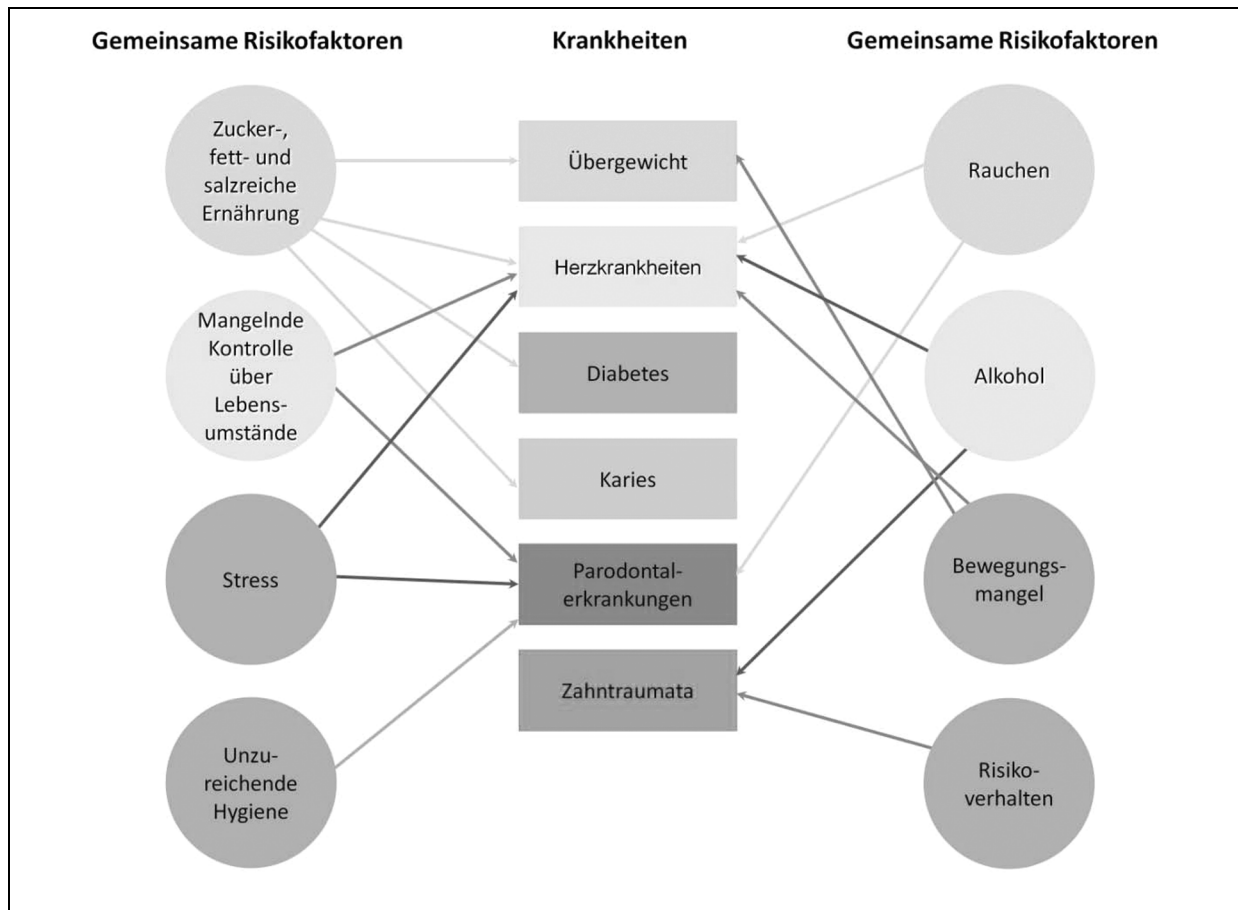 Gemeinsame Risikofaktoren
Krankheiten
Gemeinsame Risikofaktoren
Zucker-,
fett- und
salzreiche
Ernährung
Mangelnde
Kontrolle
über
Lebens-
umstände
Stress
Unzu-
reichende
Hygiene
Übergewicht
Herzkrankheiten
Diabetes
Karies
Parodontal-
erkrankungen
Zahntraumata
Rauchen
Alkohol
Bewegungs-
mangel
Risiko-
verhalten